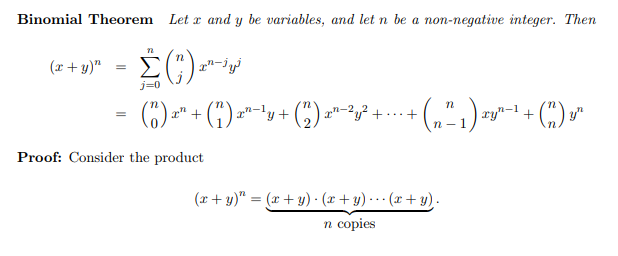 Binomial Theorem Let x and y be variables, and let n be a non-negative integer. Then
(x + y)^n = \sum_{j=0}^{n} \binom{n}{j} x^{n-j} y^j
= \binom{n}{0} x^n + \binom{n}{1} x^{n-1} y + \binom{n}{2} x^{n-2} y^2 + \cdots + \binom{n}{n-1} x y^{n-1} + \binom{n}{n} y^n
Proof: Consider the product
(x + y)^n = \underbrace{(x + y) \cdot (x + y) \cdots (x + y)}.
n copies